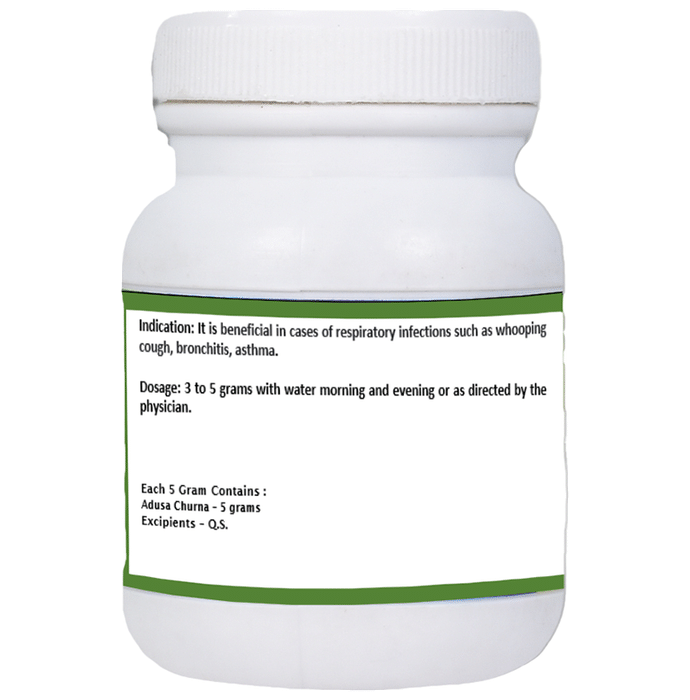 Indication: It is beneficial in cases of respiratory infections such as whooping
cough, bronchitis, asthma.
Dosage: 3 to 5 grams with water morning and evening or as directed by the
physician.
Each 5 Gram Contains :
Adusa Churna - 5 grams
Excipients - Q.S.